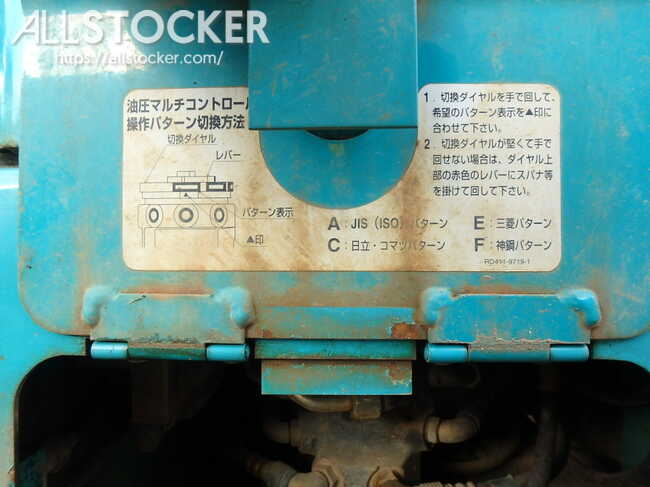 ALLSTOCKER
https://allstocker.com/
油圧マルチコントロール
操作パターン切換方法
切換ダイヤル
レバー
パターン表示
▲印
1. 切換ダイヤルを手で回して、
希望のパターン表示を▲印に
合わせて下さい。
2. 切換ダイヤルが堅くて手で
回せない場合は、ダイヤル上
部の赤色のレバーにスパナ等
を掛けて回して下さい。
A:JIS(ISO)パターン
E:三菱パターン
C:日立・コマツパターン
F:神鋼パターン
RD411-9719-1